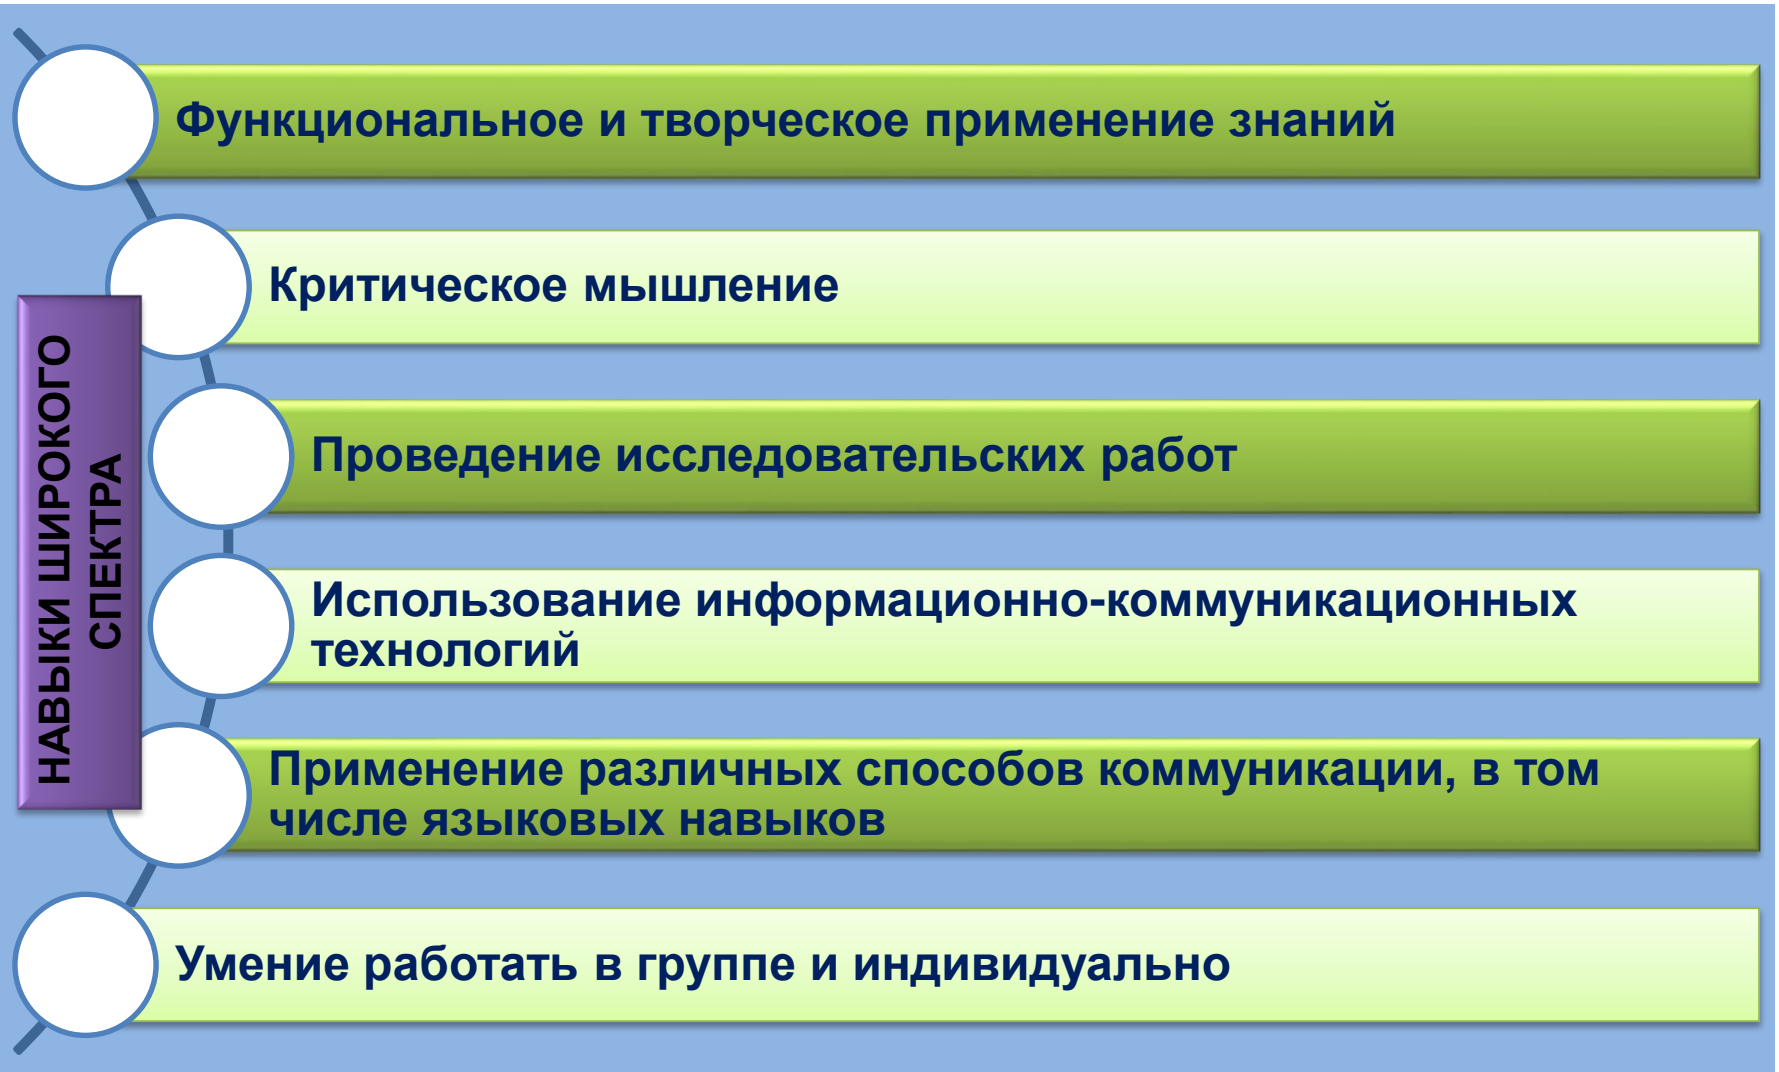 Функциональное и творческое применение знаний
Критическое мышление
НАВЫКИ ШИРОКОГО
СПЕКТРА
Проведение исследовательских работ
Использование информационно-коммуникационных
технологий
Применение различных способов коммуникации, в том
числе языковых навыков
Умение работать в группе и индивидуально